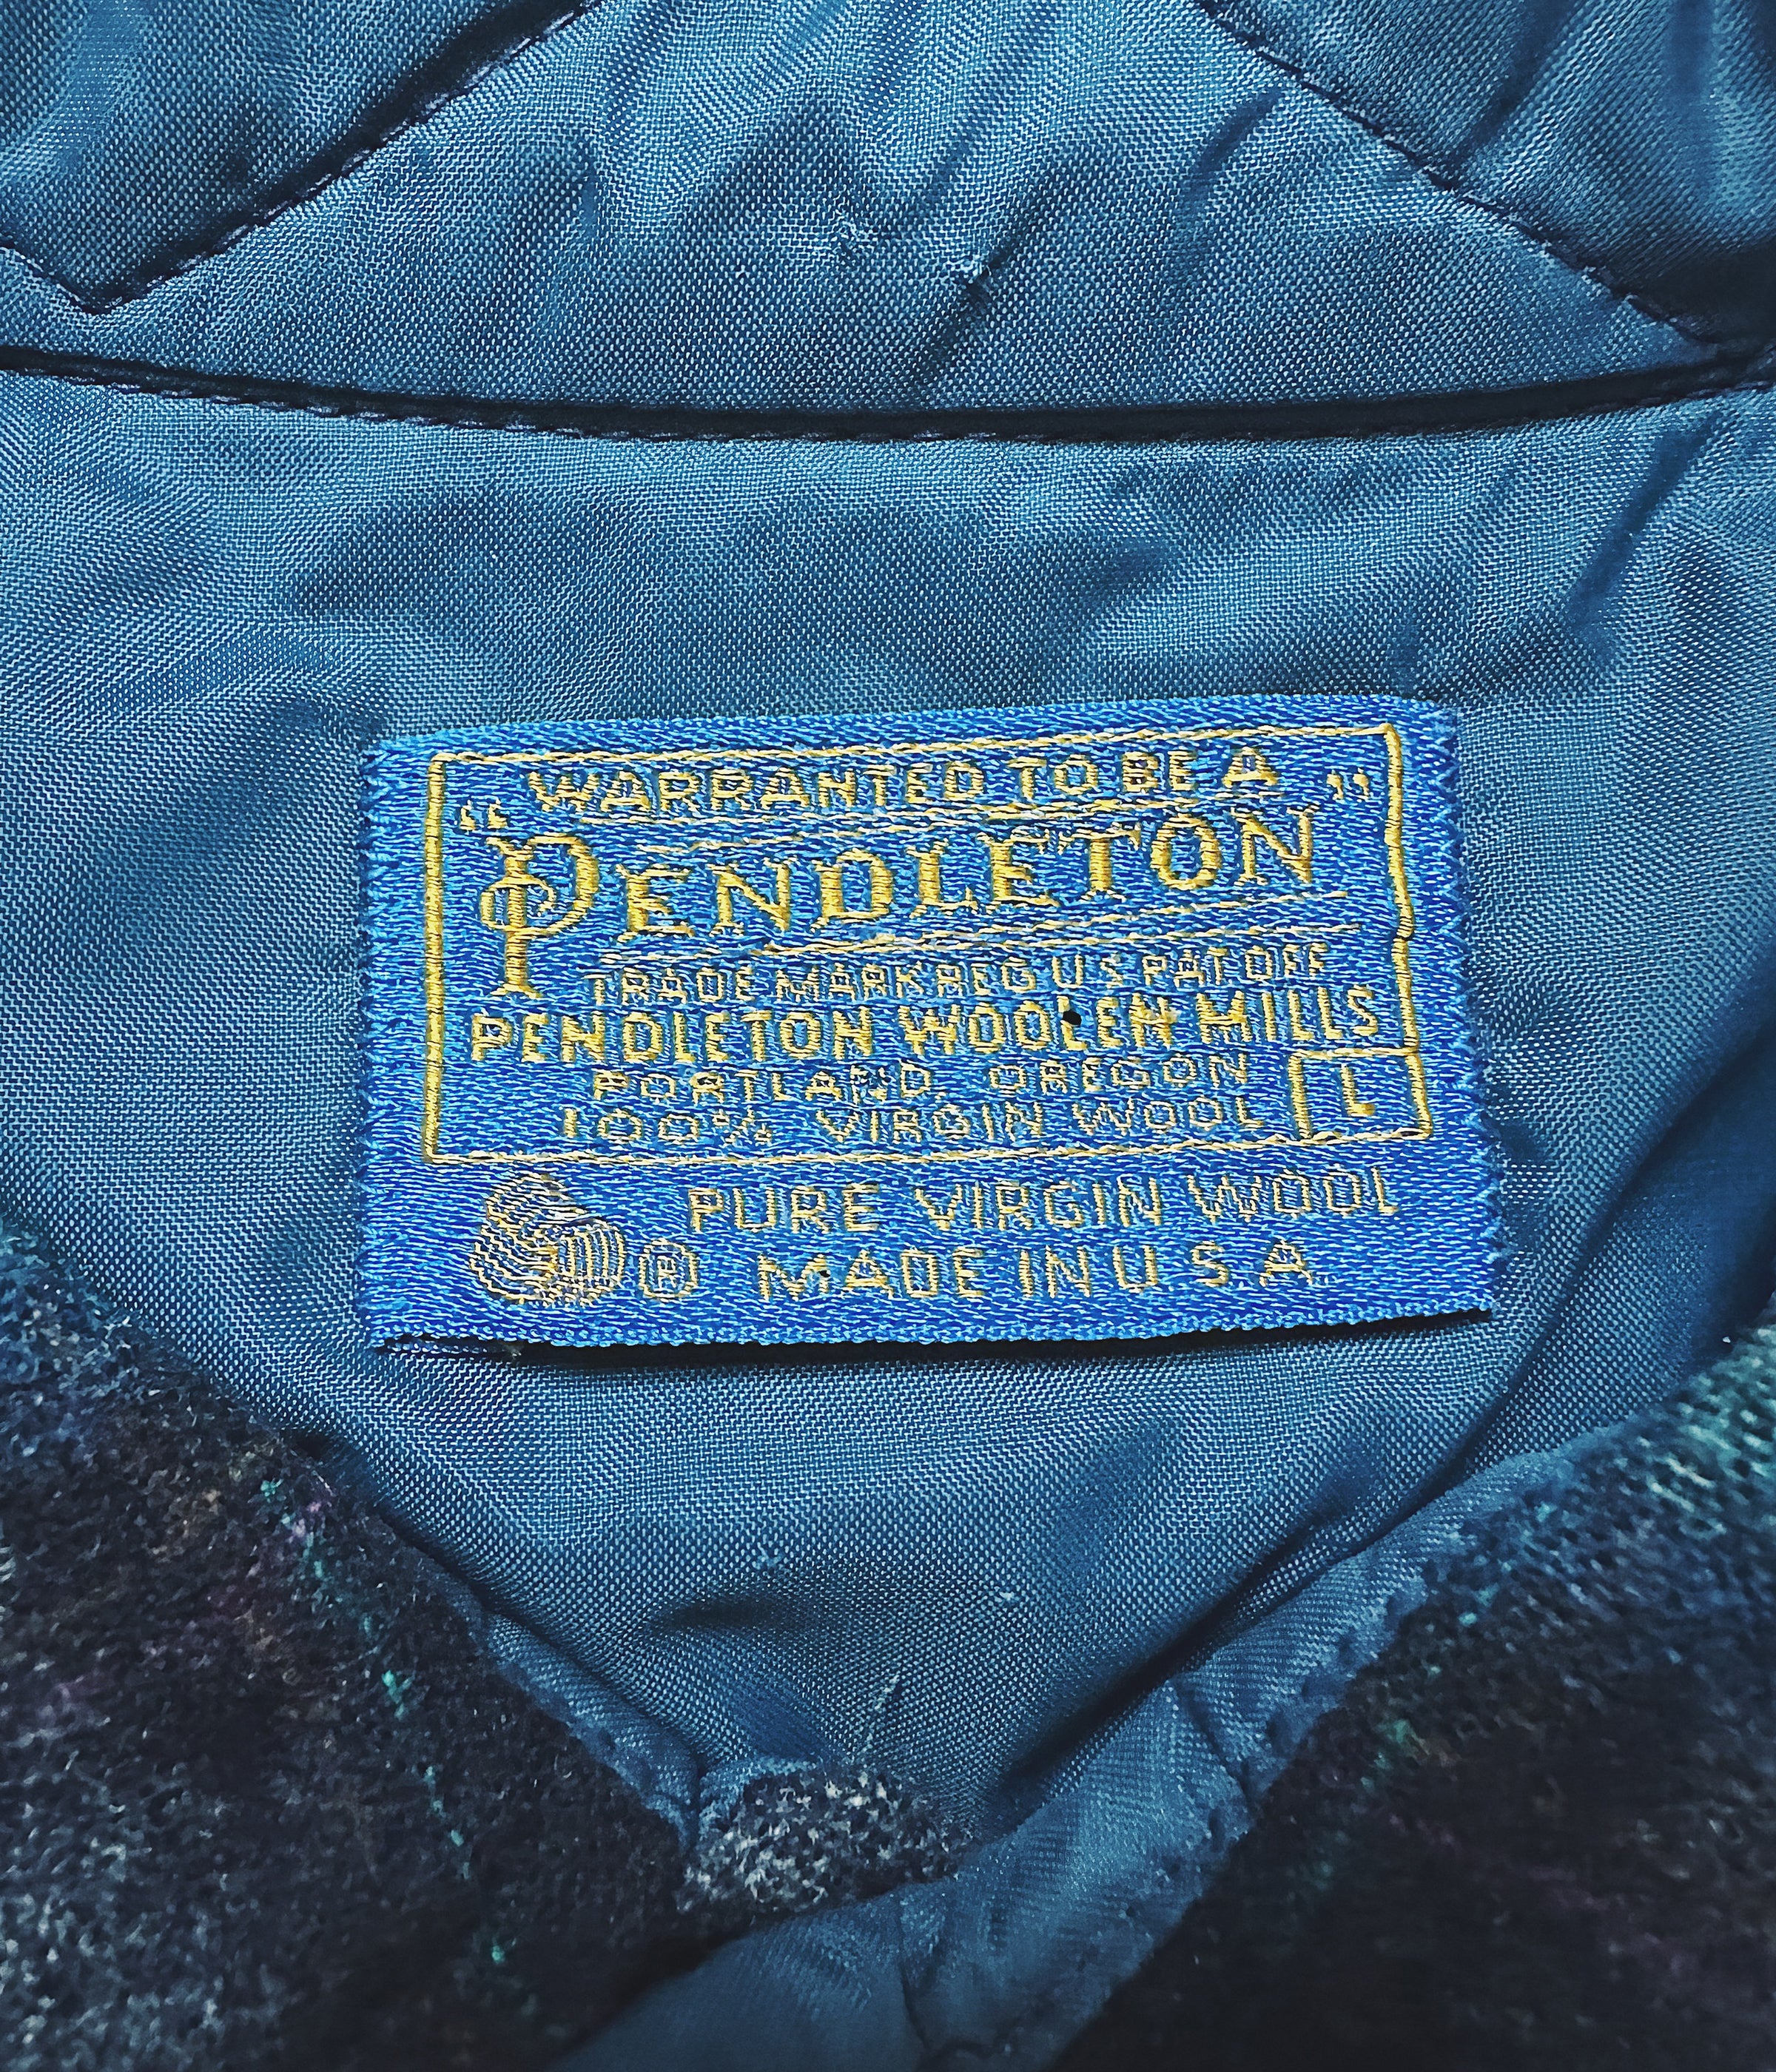 WARRANTED TO BE A
"PENDLETON"
TRADE MARK REG U S PAT OFF
PENDLETON WOOLEN MILLS
PORTLAND, OREGON
100% VIRGIN WOOL L
PURE VIRGIN WOOL
® MADE IN U.S.A.